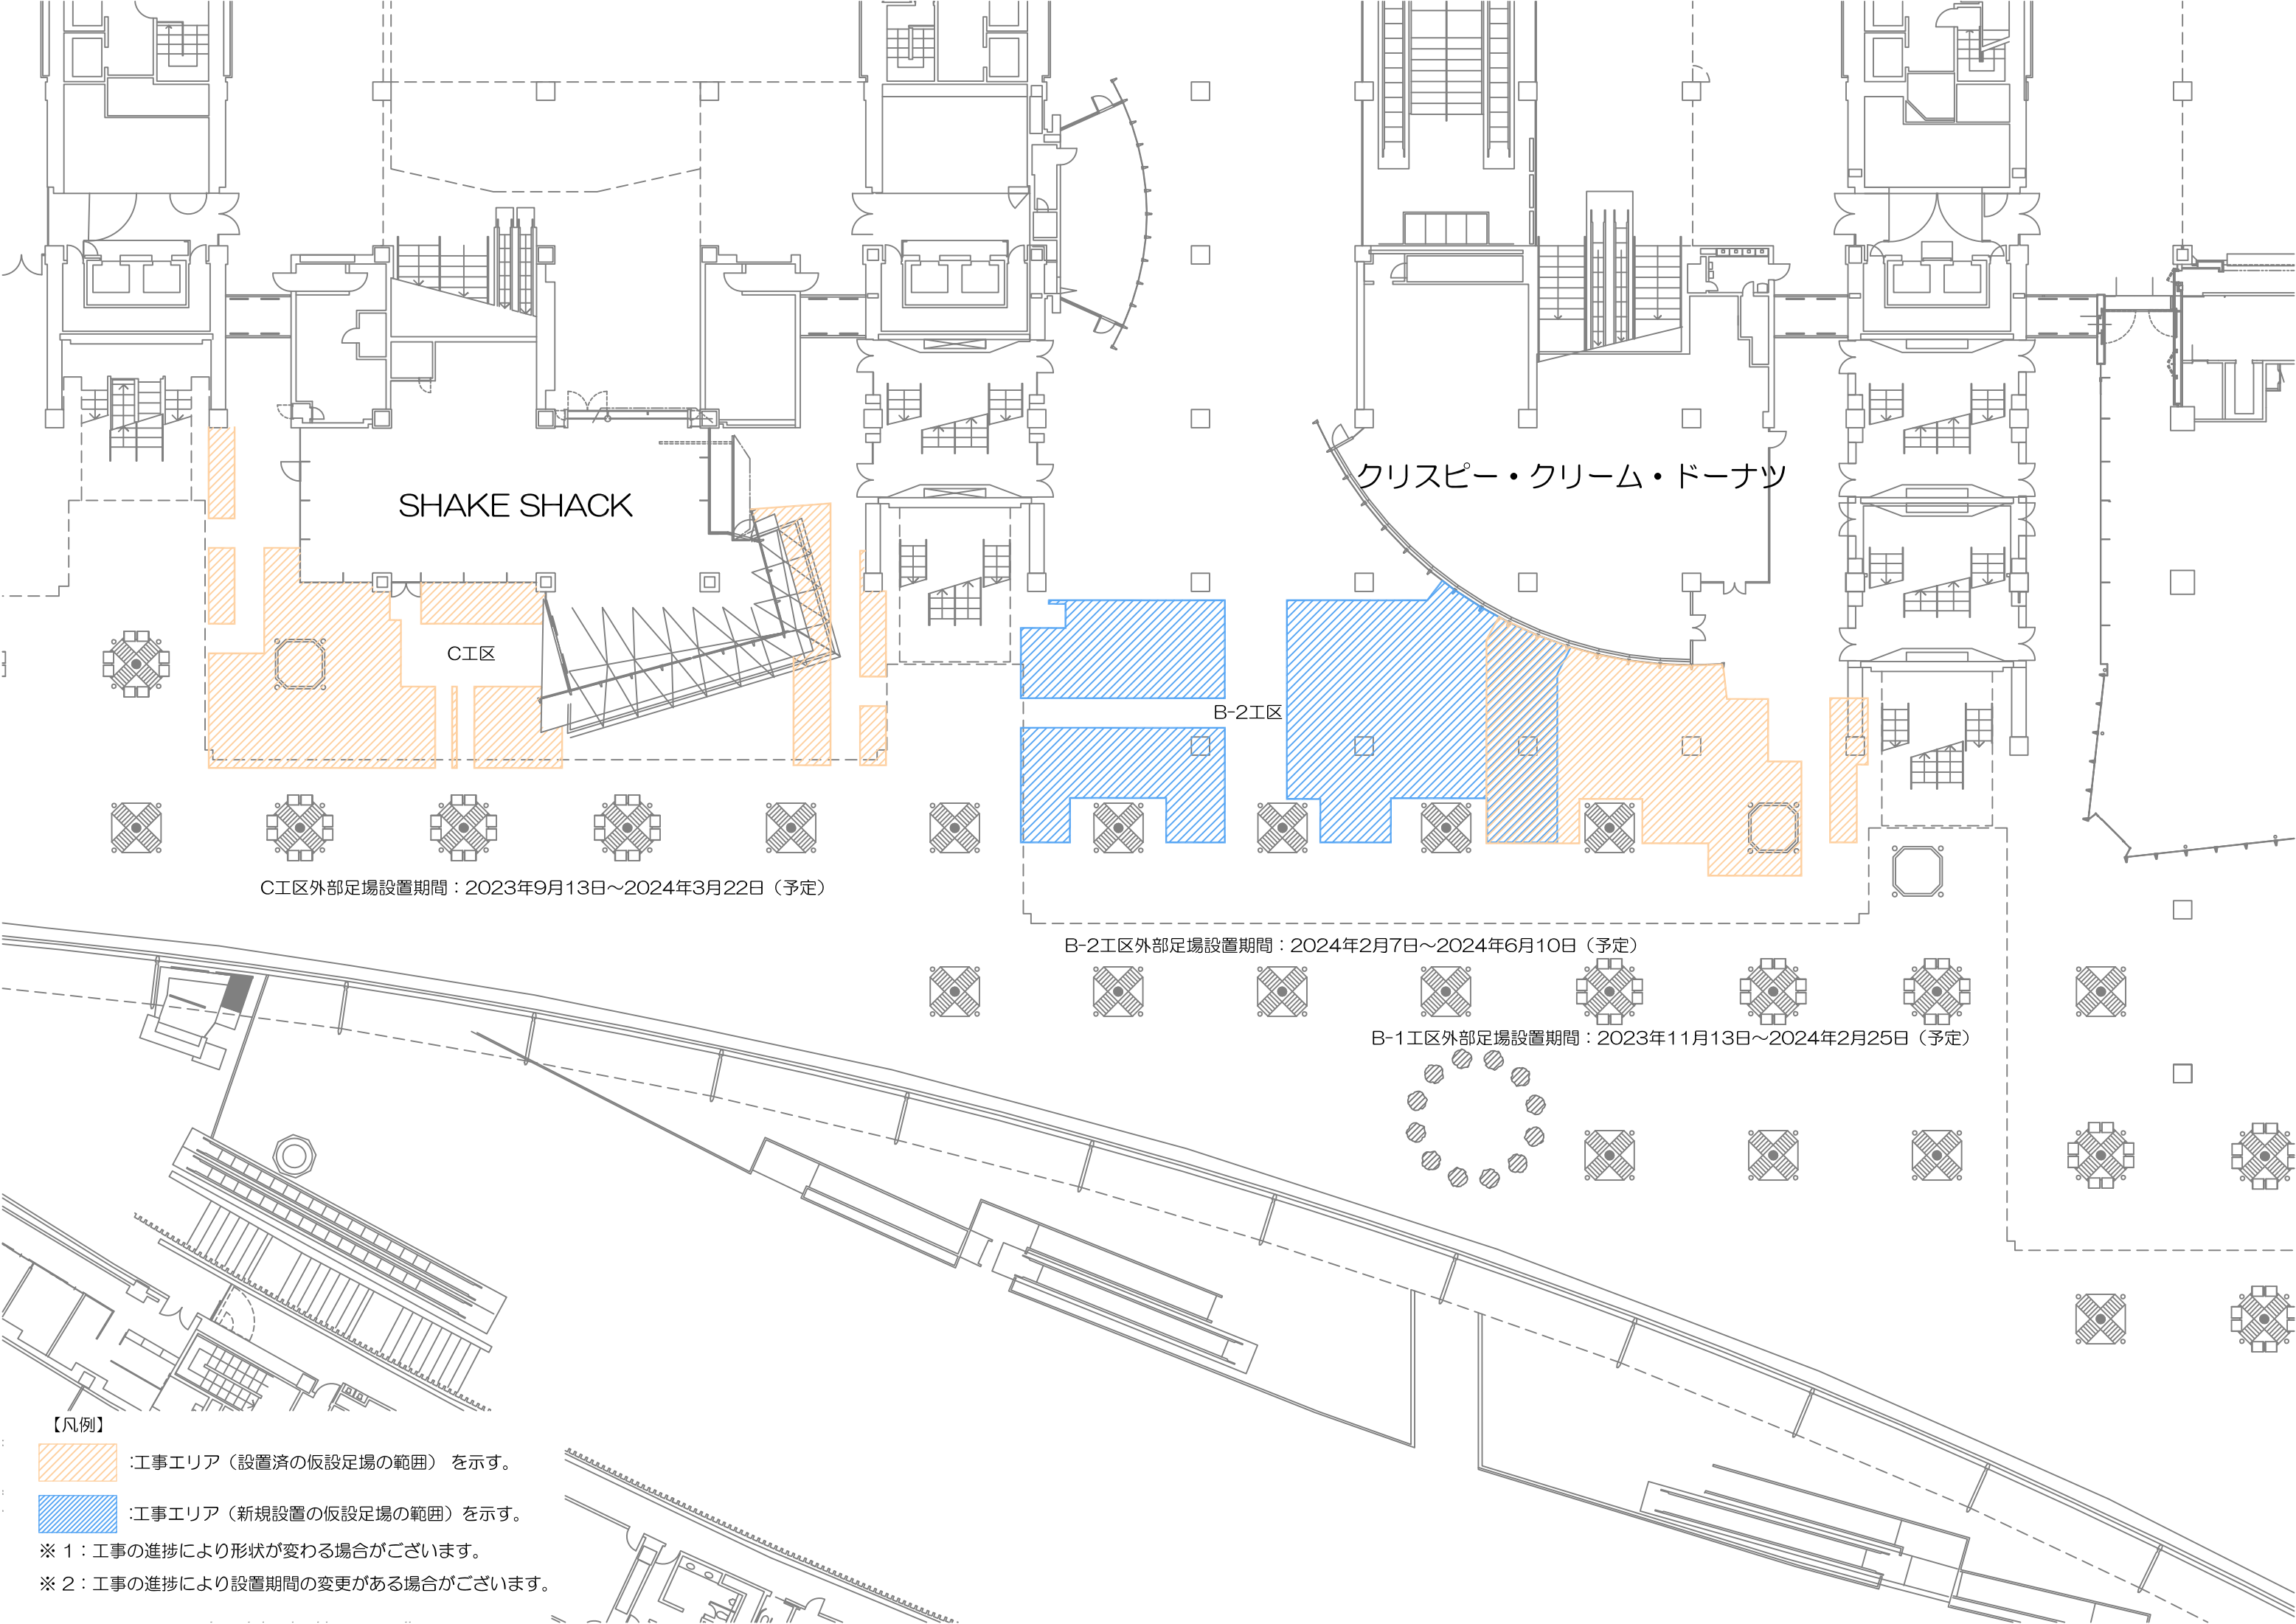 クリスピー・クリーム・ドーナツ
SHAKE SHACK
C工区
B-2工区
C工区外部足場設置期間：2023年9月13日～2024年3月22日（予定）
B-2工区外部足場設置期間：2024年2月7日～2024年6月10日（予定）
B-1工区外部足場設置期間：2023年11月13日～2024年2月25日（予定）
【凡例】
:工事エリア（設置済の仮設足場の範囲） を示す。
:工事エリア（新規設置の仮設足場の範囲）を示す。
※ 1：工事の進捗により形状が変わる場合がございます。
※ 2：工事の進捗により設置期間の変更がある場合がございます。